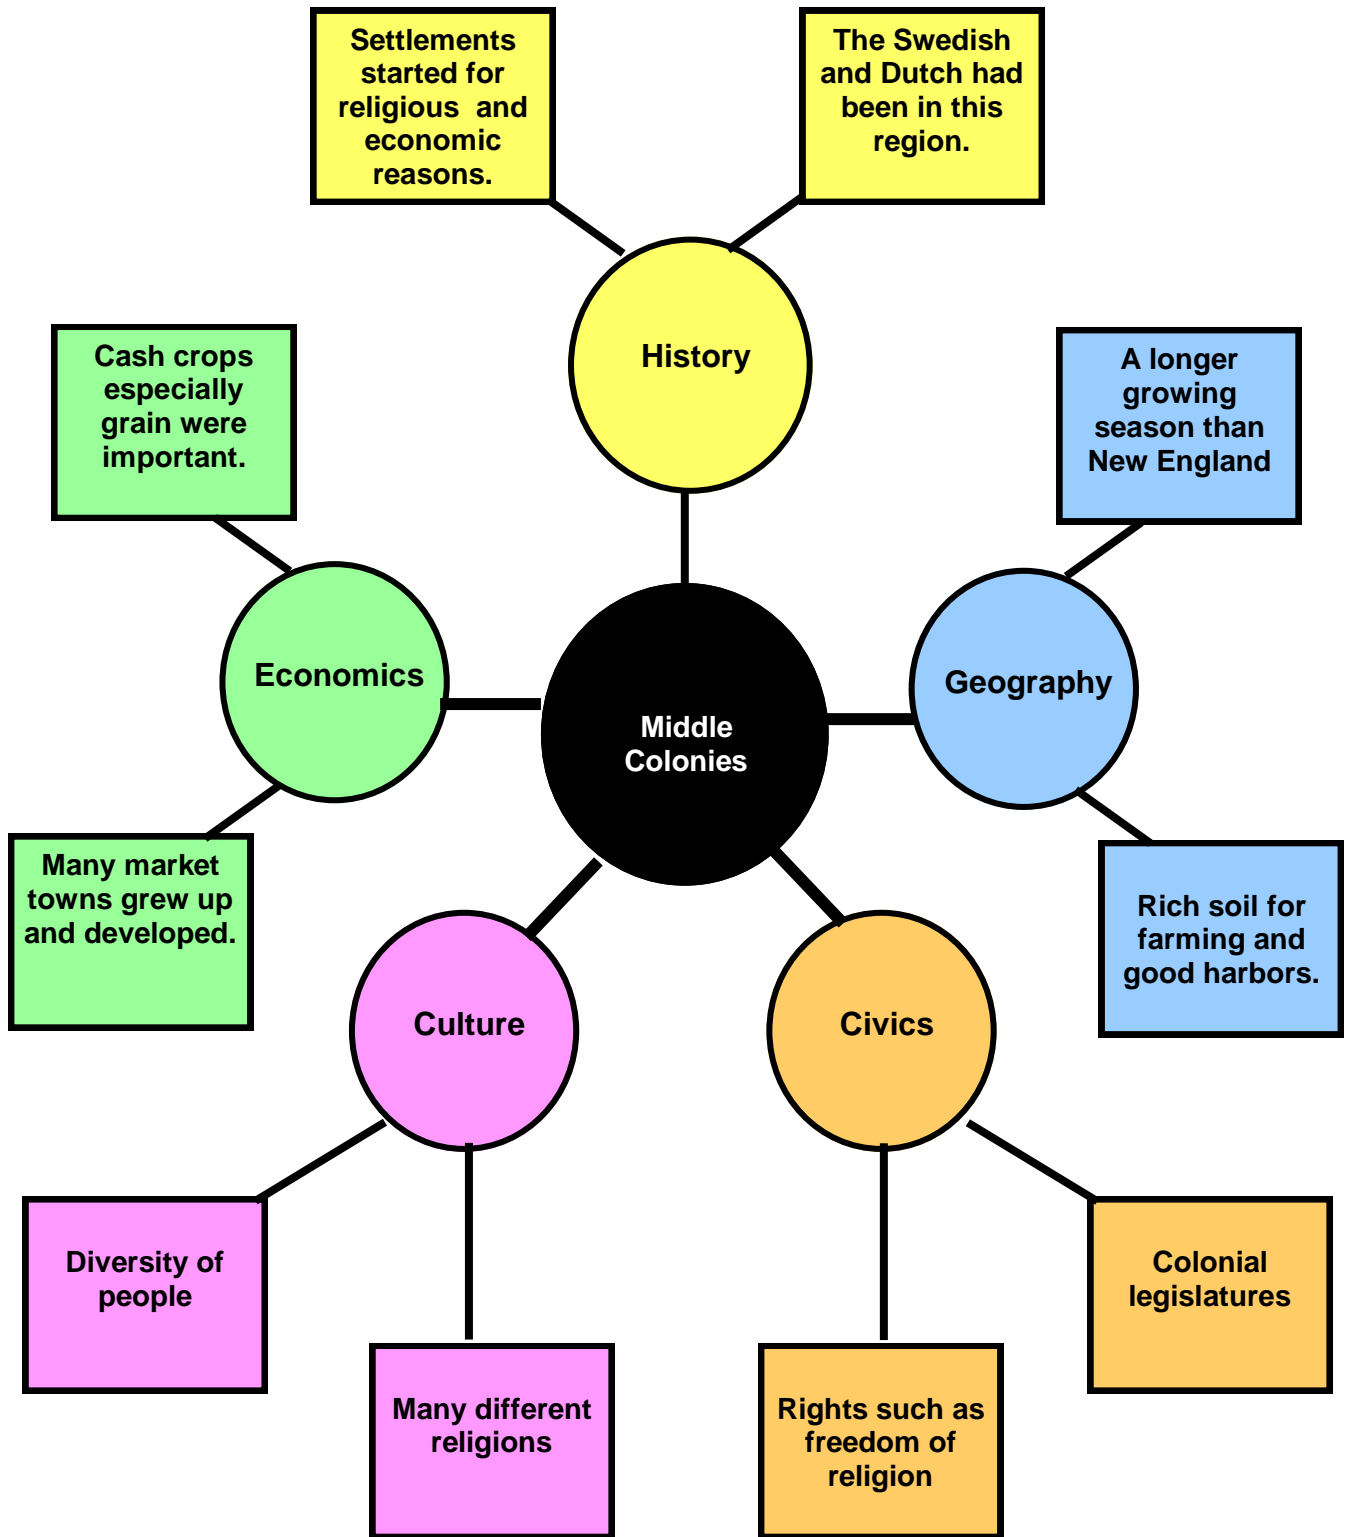 Settlements
started for
religious and
economic
reasons.
The Swedish
and Dutch had
been in this
region.
History
Cash crops
especially
grain were
important.
A longer
growing
season than
New England
Economics
Geography
Middle
Colonies
Many market
towns grew up
and developed.
Rich soil for
farming and
good harbors.
Culture
Civics
Diversity of
people
Colonial
legislatures
Many different
religions
Rights such as
freedom of
religion